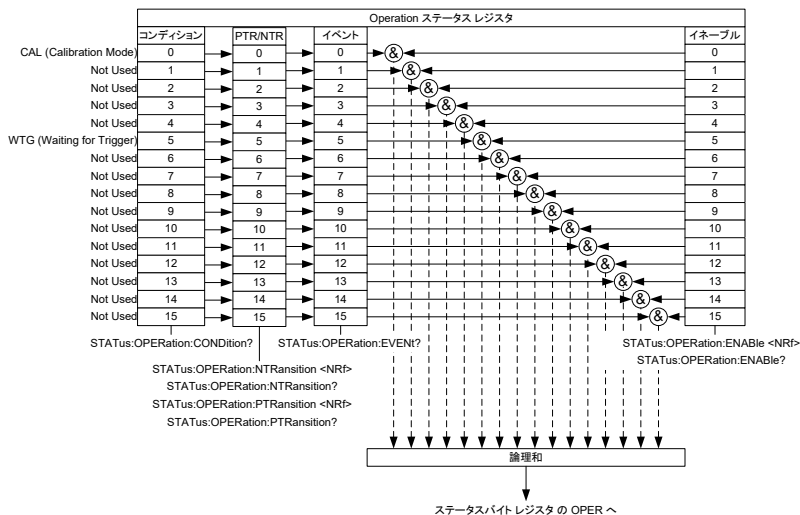 Operation ステータス レジスタ
コンディション PTR/NTR イベント イネーブル
CAL (Calibration Mode) 0 0 0 & 0
Not Used 1 1 1 & 1
Not Used 2 2 2 & 2
Not Used 3 3 3 & 3
Not Used 4 4 4 & 4
WTG (Waiting for Trigger) 5 5 5 & 5
Not Used 6 6 6 & 6
Not Used 7 7 7 & 7
Not Used 8 8 8 & 8
Not Used 9 9 9 & 9
Not Used 10 10 10 & 10
Not Used 11 11 11 & 11
Not Used 12 12 12 & 12
Not Used 13 13 13 & 13
Not Used 14 14 14 & 14
Not Used 15 15 15 & 15
STATus:OPERation:CONDition? STATus:OPERation:EVENt? STATus:OPERation:ENABle <NRf>
STATus:OPERation:ENABle?
STATus:OPERation:NTRansition <NRf>
STATus:OPERation:NTRansition?
STATus:OPERation:PTRansition <NRf>
STATus:OPERation:PTRansition?
論理和
ステータスバイト レジスタ の OPER へ